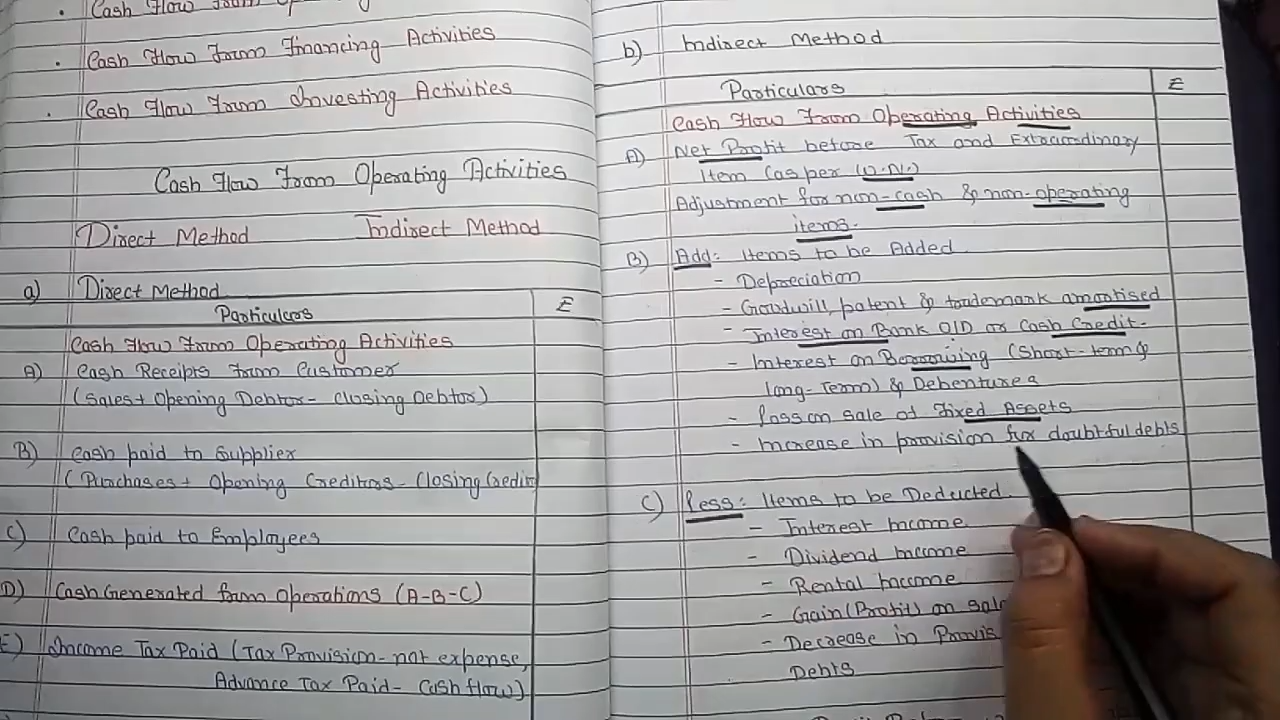 Cash Flow From
• Cash Flow From Financing Activities
• Cash Flow From Investing Activities
Cash Flow From Operating Activities
Direct Method Indirect Method
a) Direct Method
Particulars ₹
Cash Flow From Operating Activities
A) Cash Receipts From Customer
(Sales + Opening Debtor - Closing Debtor)
B) Cash paid to Supplier
(Purchases + Opening Creditors - Closing Credit
C) Cash paid to Employees
D) Cash Generated from Operations (A-B-C)
E) Income Tax Paid (Tax Provision - not expense,
Advance Tax Paid - Cash flow)
b) Indirect Method
Particulars ₹
Cash Flow From Operating Activities
A) Net Profit before Tax and Extraordinary
Item (as per W.N.1)
Adjustment for non-cash & non-operating
items.
B) Add: Items to be Added
- Depreciation
- Goodwill, patent & trademark amortised
- Interest on Bank O/D or Cash Credit.
- Interest on Borrowing (Short-term &
long-Term) & Debentures
- Loss on sale of Fixed Assets
- Increase in provision for doubtful debts
C) Less: Items to be Deducted.
- Interest Income
- Dividend Income
- Rental Income
- Gain (Profit) on sal
- Decrease in Provis
Debts